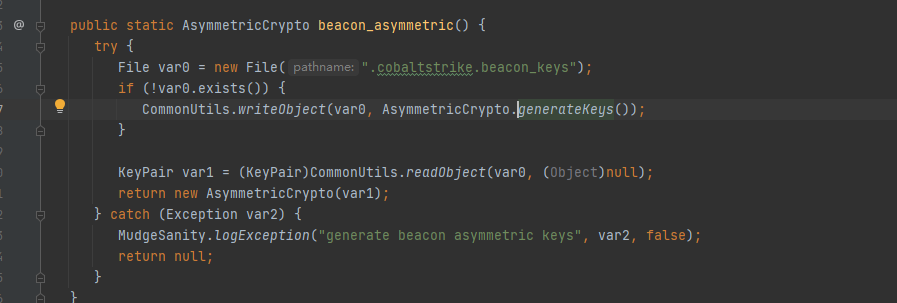 public static AsymmetricCrypto beacon_asymmetric() {
try {
File var0 = new File( pathname: ".cobaltstrike.beacon_keys");
if (!var0.exists()) {
CommonUtils.writeObject(var0, AsymmetricCrypto.generateKeys());
}
KeyPair var1 = (KeyPair)CommonUtils.readObject(var0, (Object)null);
return new AsymmetricCrypto(var1);
} catch (Exception var2) {
MudgeSanity.logException("generate beacon asymmetric keys", var2, false);
return null;
}
}